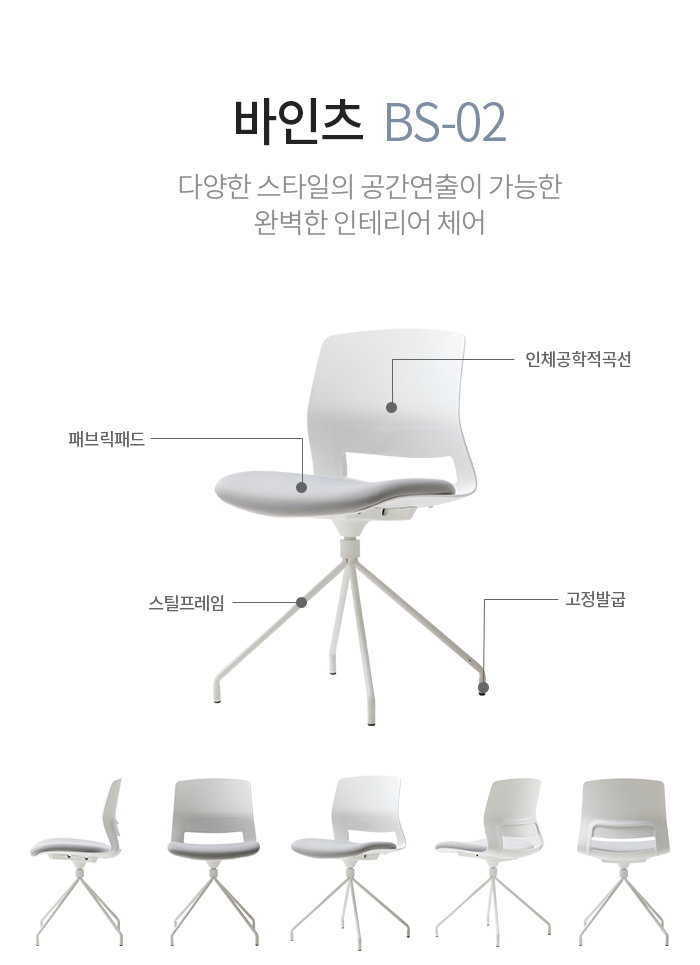 바인츠 BS-02
다양한 스타일의 공간연출이 가능한
완벽한 인테리어 체어
인체공학적곡선
패브릭패드
스틸프레임
고정발굽